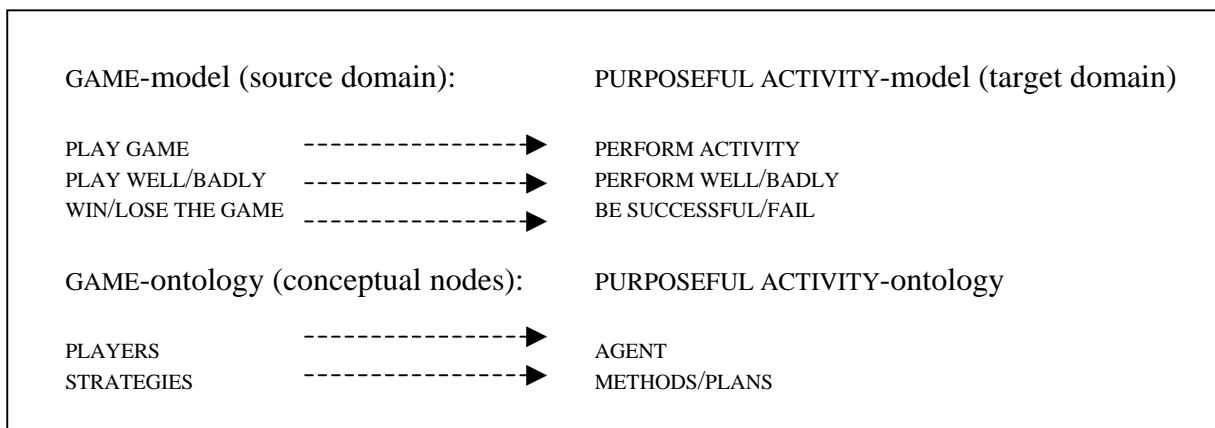 GAME-model (source domain): PURPOSEFUL ACTIVITY-model (target domain)
PLAY GAME PERFORM ACTIVITY
PLAY WELL/BADLY PERFORM WELL/BADLY
WIN/LOSE THE GAME BE SUCCESSFUL/FAIL
GAME-ontology (conceptual nodes): PURPOSEFUL ACTIVITY-ontology
PLAYERS AGENT
STRATEGIES METHODS/PLANS